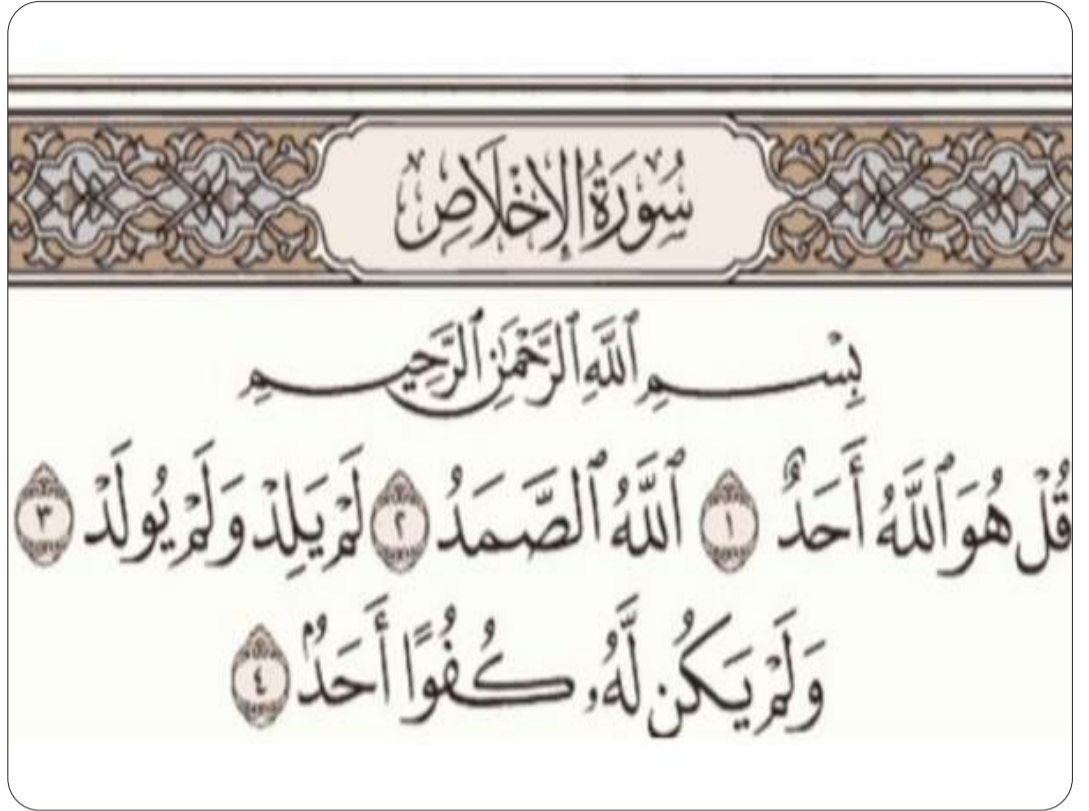 سُورَةُ الإِخْلَاصِ
بِسْمِ ٱللَّهِ ٱلرَّحْمَٰنِ ٱلرَّحِيمِ
قُلْ هُوَ ٱللَّهُ أَحَدٌ ١ ٱللَّهُ ٱلصَّمَدُ ٢ لَمْ يَلِدْ وَلَمْ يُولَدْ ٣
وَلَمْ يَكُن لَّهُۥ كُفُوًا أَحَدٌۢ ٤